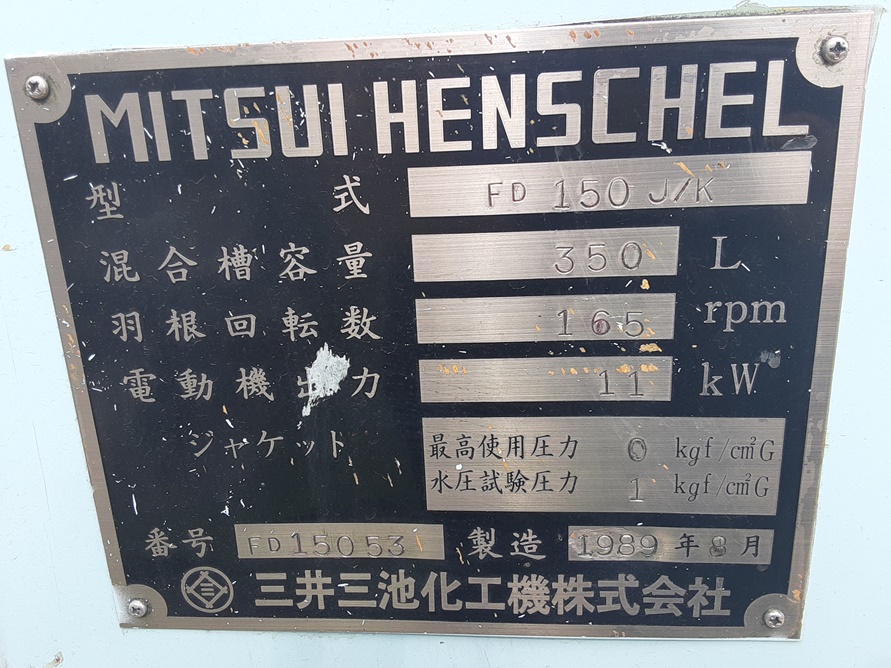 MITSUI HENSCHEL
型式 FD 150 J/K
混合槽容量 350 L
羽根回転数 165 rpm
電動機出力 11 kW
ジャケット 最高使用圧力 0 kgf/cm²G
水圧試験圧力 1 kgf/cm²G
番号 FD15053 製造 1989年8月
三井三池化工機株式会社